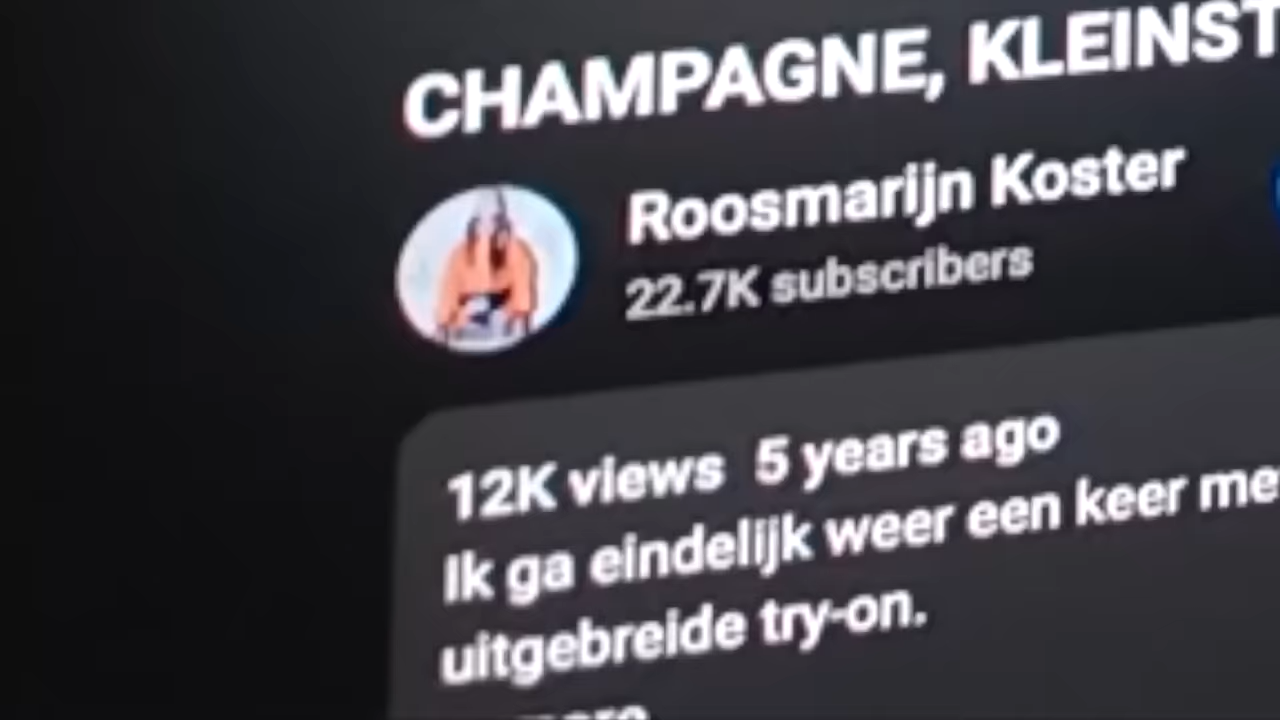 CHAMPAGNE, KLEINST
Roosmarijn Koster
22.7K subscribers
12K views 5 years ago
Ik ga eindelijk weer een keer me
uitgebreide try-on.